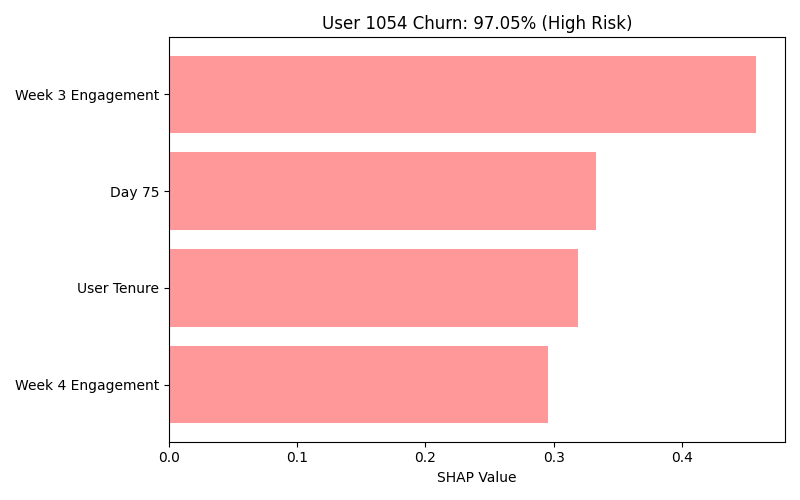 User 1054 Churn: 97.05% (High Risk)
Week 3 Engagement
Day 75
User Tenure
Week 4 Engagement
0.0 0.1 0.2 0.3 0.4
SHAP Value